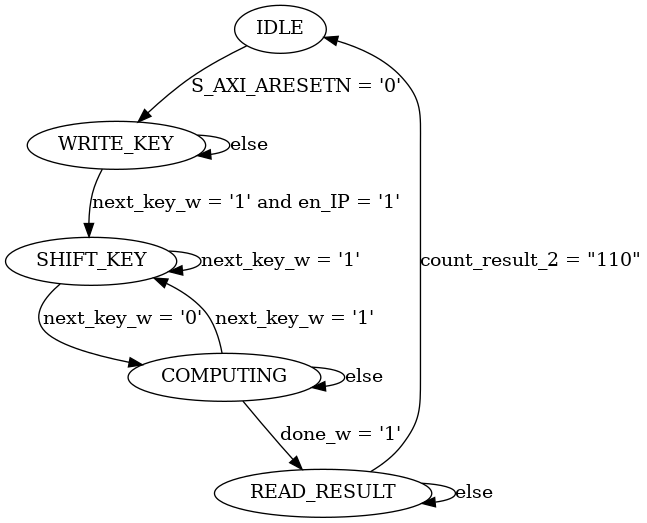 IDLE
S_AXI_ARESETN = '0'
WRITE_KEY
else
next_key_w = '1' and en_IP = '1'
SHIFT_KEY
next_key_w = '1'
count_result_2 = "110"
next_key_w = '0'
next_key_w = '1'
COMPUTING
else
done_w = '1'
READ_RESULT
else